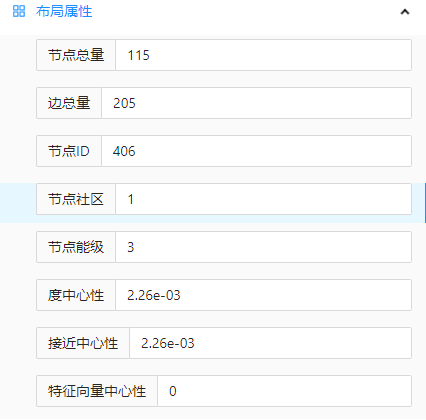 布局属性
节点总量 115
边总量 205
节点ID 406
节点社区 1
节点能级 3
度中心性 2.26e-03
接近中心性 2.26e-03
特征向量中心性 0